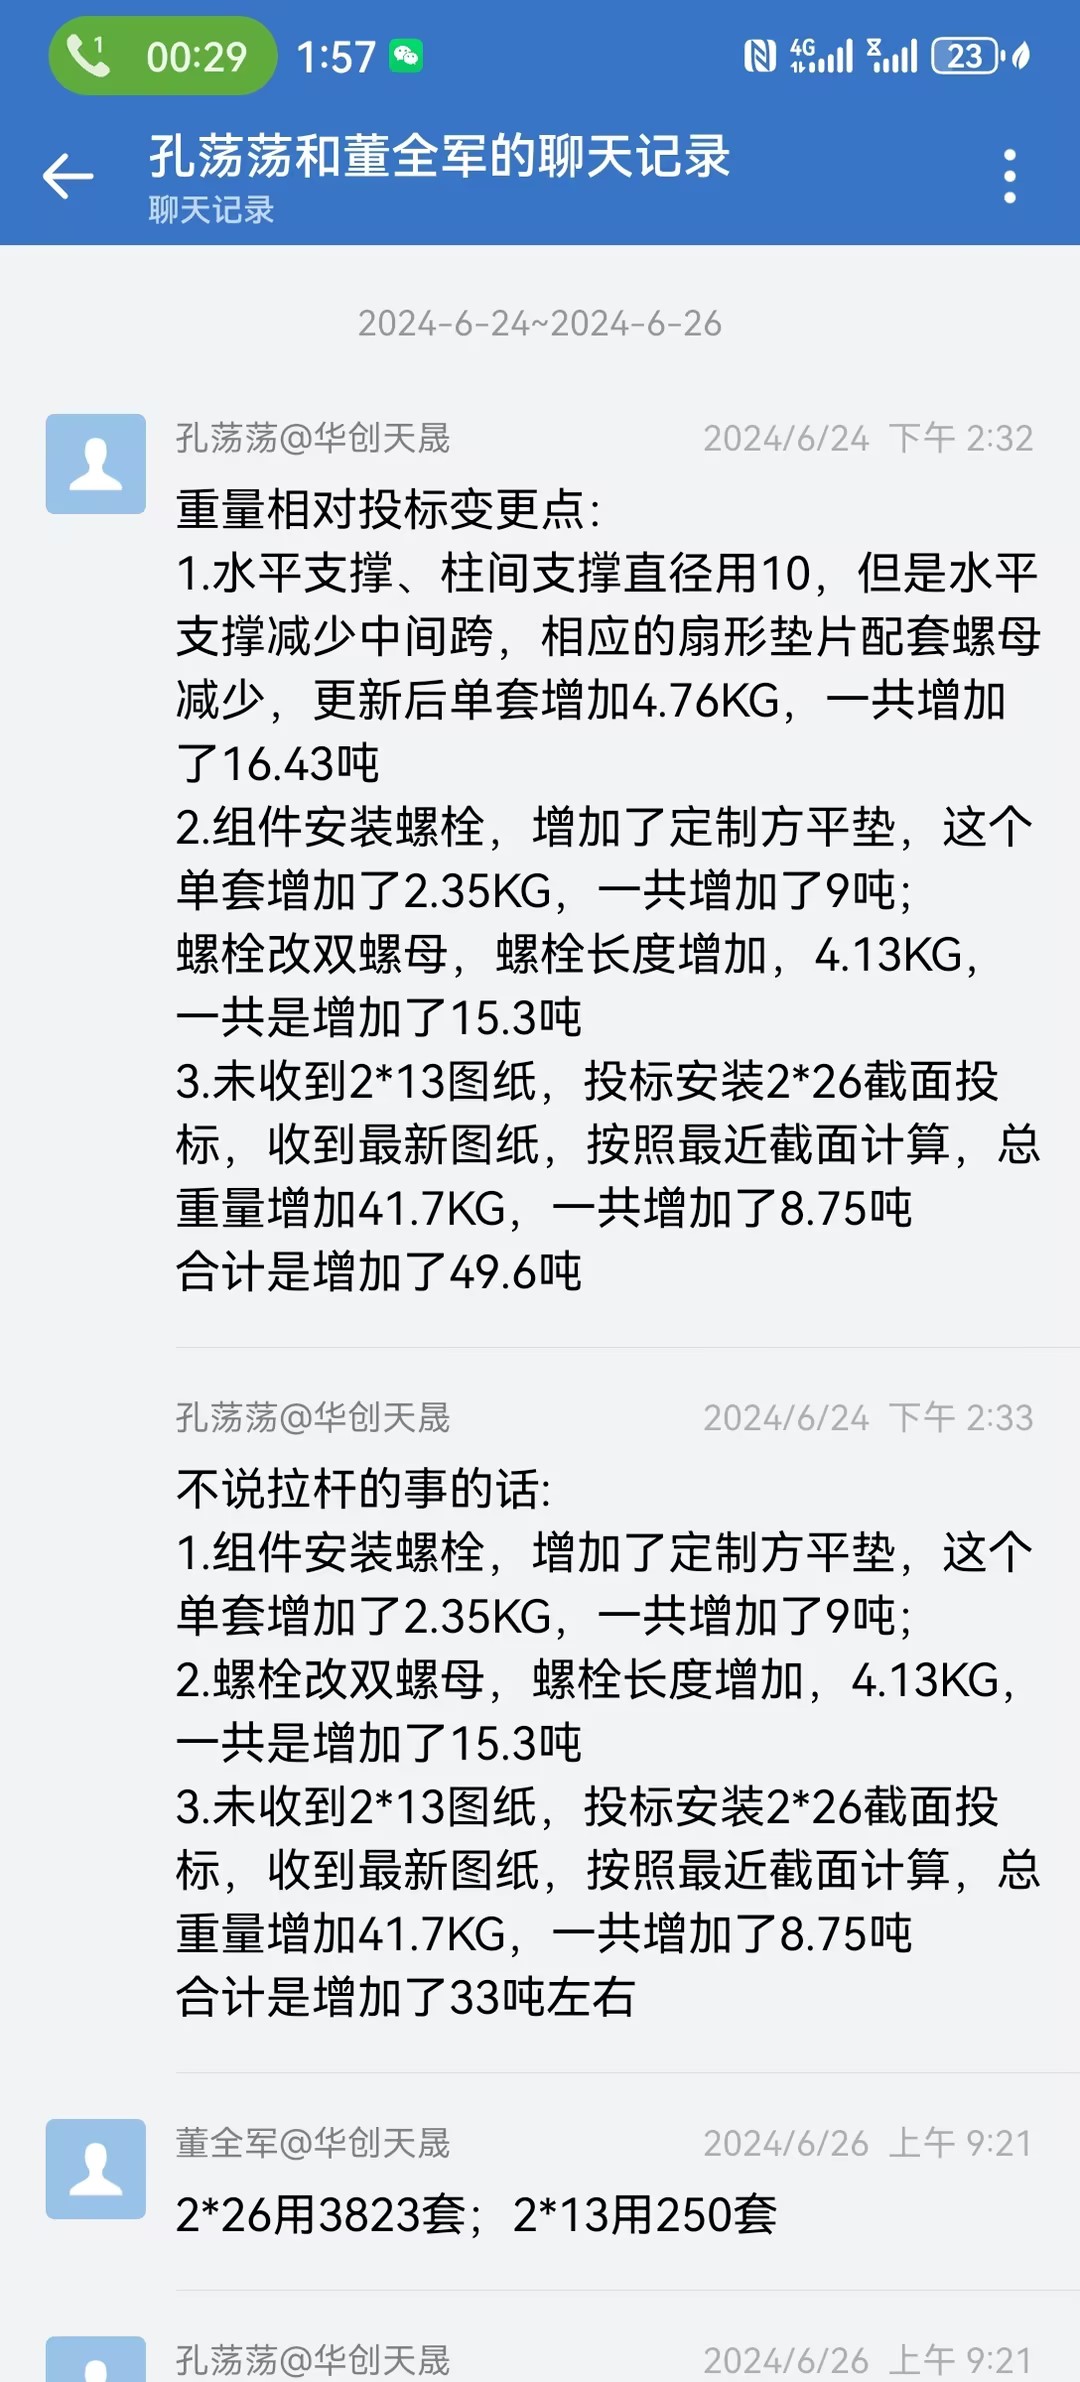 1 00:29 1:57 4G 23
孔荡荡和董全军的聊天记录
聊天记录
2024-6-24~2024-6-26
孔荡荡@华创天晟 2024/6/24 下午 2:32
重量相对投标变更点：
1.水平支撑、柱间支撑直径用10，但是水平
支撑减少中间跨，相应的扇形垫片配套螺母
减少，更新后单套增加4.76KG，一共增加
了16.43吨
2.组件安装螺栓，增加了定制方平垫，这个
单套增加了2.35KG，一共增加了9吨；
螺栓改双螺母，螺栓长度增加，4.13KG，
一共是增加了15.3吨
3.未收到2*13图纸，投标安装2*26截面投
标，收到最新图纸，按照最近截面计算，总
重量增加41.7KG，一共增加了8.75吨
合计是增加了49.6吨
孔荡荡@华创天晟 2024/6/24 下午 2:33
不说拉杆的事的话：
1.组件安装螺栓，增加了定制方平垫，这个
单套增加了2.35KG，一共增加了9吨；
2.螺栓改双螺母，螺栓长度增加，4.13KG，
一共是增加了15.3吨
3.未收到2*13图纸，投标安装2*26截面投
标，收到最新图纸，按照最近截面计算，总
重量增加41.7KG，一共增加了8.75吨
合计是增加了33吨左右
董全军@华创天晟 2024/6/26 上午 9:21
2*26用3823套；2*13用250套
孔荡荡@华创天晟 2024/6/26 上午 9:21